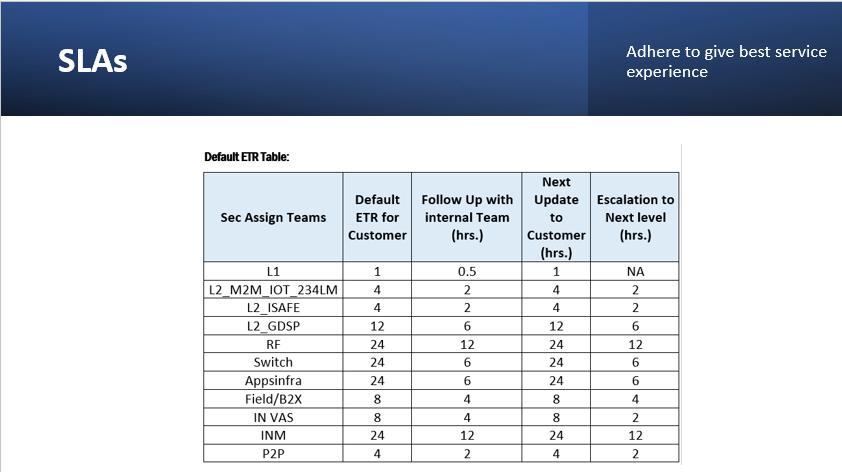 SLAs
Adhere to give best service
experience
Default ETR Table:
Sec Assign Teams
Default
ETR for
Customer
Follow Up with
internal Team
(hrs.)
Next
Update
to
Customer
(hrs.)
Escalation to
Next level
(hrs.)
L1 1 0.5 1 NA
L2_M2M_IOT_234LM 4 2 4 2
L2_ISAFE 4 2 4 2
L2_GDSP 12 6 12 6
RF 24 12 24 12
Switch 24 6 24 6
Appsinfra 24 6 24 6
Field/B2X 8 4 8 4
IN VAS 8 4 8 2
INM 24 12 24 12
P2P 4 2 4 2